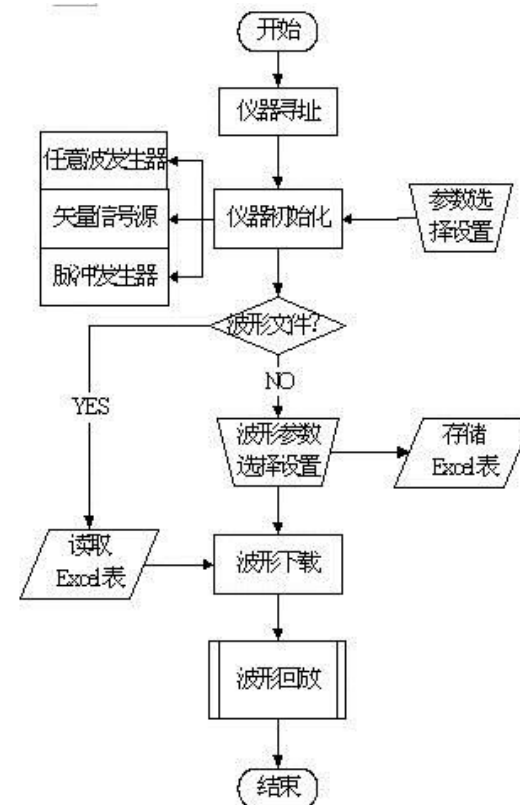 开始
仪器寻址
任意波发生器
矢量信号源
脉冲发生器
仪器初始化
参数选
择设置
波形文件?
YES
NO
波形参数
选择设置
存储
Excel表
读取
Excel表
波形下载
波形回放
结束